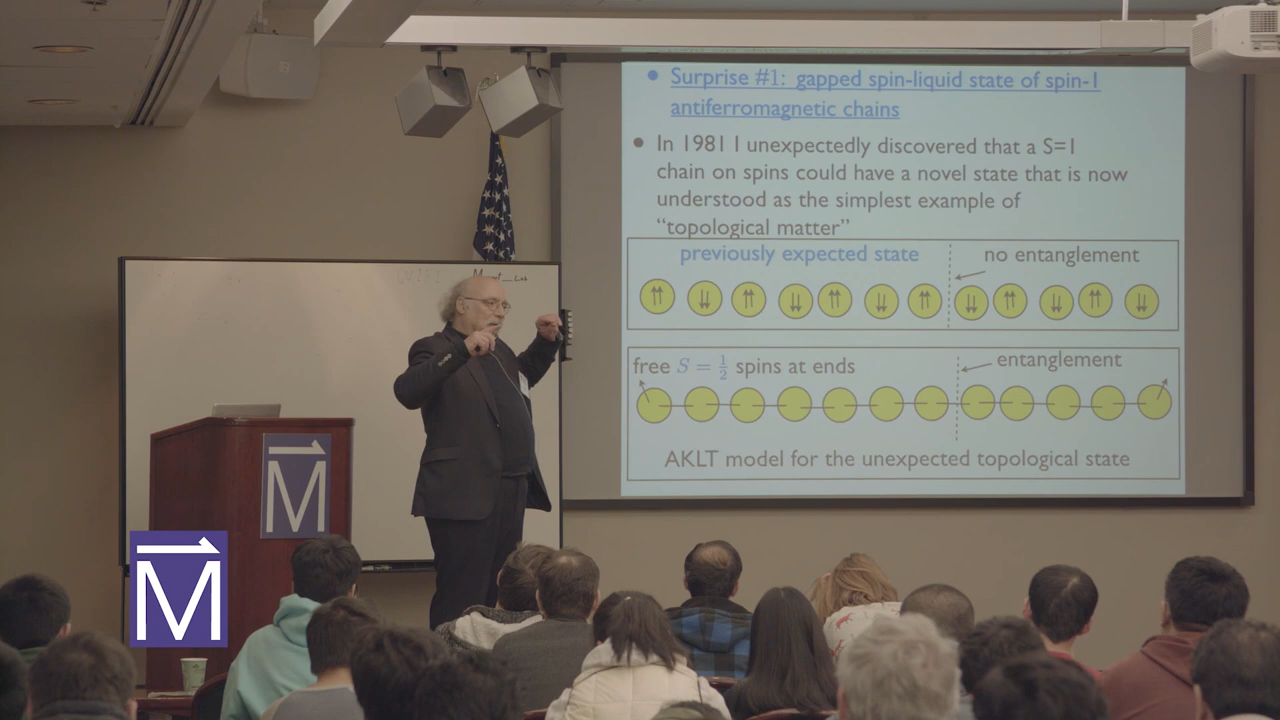 • Surprise #1: gapped spin-liquid state of spin-1
antiferromagnetic chains
• In 1981 I unexpectedly discovered that a S=1
chain on spins could have a novel state that is now
understood as the simplest example of
“topological matter”
previously expected state
no entanglement
free S = 1/2 spins at ends
entanglement
AKLT model for the unexpected topological state
M
M